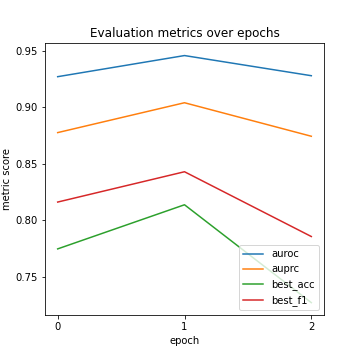 Evaluation metrics over epochs
metric score
0.95
0.90
0.85
0.80
0.75
0
1
2
epoch
auroc
auprc
best_acc
best_f1